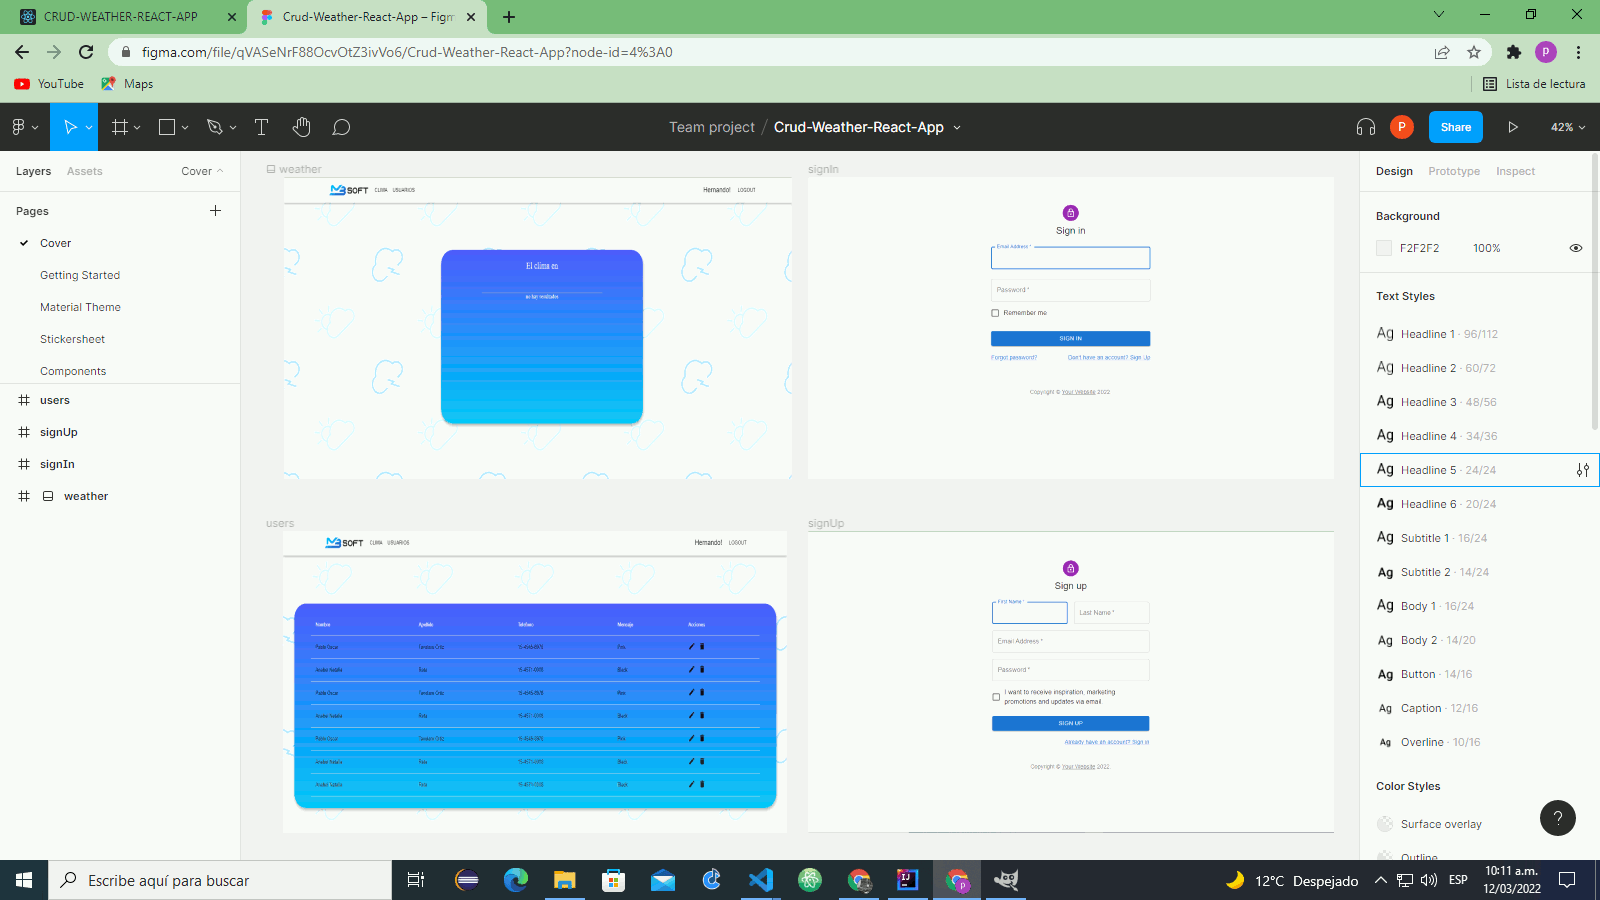 CRUD-WEATHER-REACT-APP
Crud-Weather-React-App – Figm
figma.com/file/qVASeNrF88OcvOtZ3ivVo6/Crud-Weather-React-App?node-id=4%3A0
P
YouTube
Maps
Lista de lectura
Team project / Crud-Weather-React-App
P
Share
42%
Layers
Assets
Cover
Pages
Cover
Getting Started
Material Theme
Stickersheet
Components
users
signUp
signIn
weather
weather
SOFT CLIMA USUARIOS
Hernando! LOGOUT
El clima en
no hay resultados
signIn
Sign in
Email Address *
Password *
Remember me
SIGN IN
Forgot password?
Don't have an account? Sign Up
Copyright © Your Website 2022
users
SOFT CLIMA USUARIOS
Hernando! LOGOUT
Nombre Apellido Telefono Mensaje Acciones
signUp
Sign up
First Name *
Last Name *
Email Address *
Password *
I want to receive inspiration, marketing
promotions and updates via email.
SIGN UP
Already have an account? Sign in
Copyright © Your Website 2022.
Design
Prototype
Inspect
Background
F2F2F2 100%
Text Styles
Ag Headline 1 · 96/112
Ag Headline 2 · 60/72
Ag Headline 3 · 48/56
Ag Headline 4 · 34/36
Ag Headline 5 · 24/24
Ag Headline 6 · 20/24
Ag Subtitle 1 · 16/24
Ag Subtitle 2 · 14/24
Ag Body 1 · 16/24
Ag Body 2 · 14/20
Ag Button · 14/16
Ag Caption · 12/16
Ag Overline · 10/16
Color Styles
Surface overlay
Outline
?
Escribe aquí para buscar
12°C Despejado
ESP
10:11 a.m.
12/03/2022